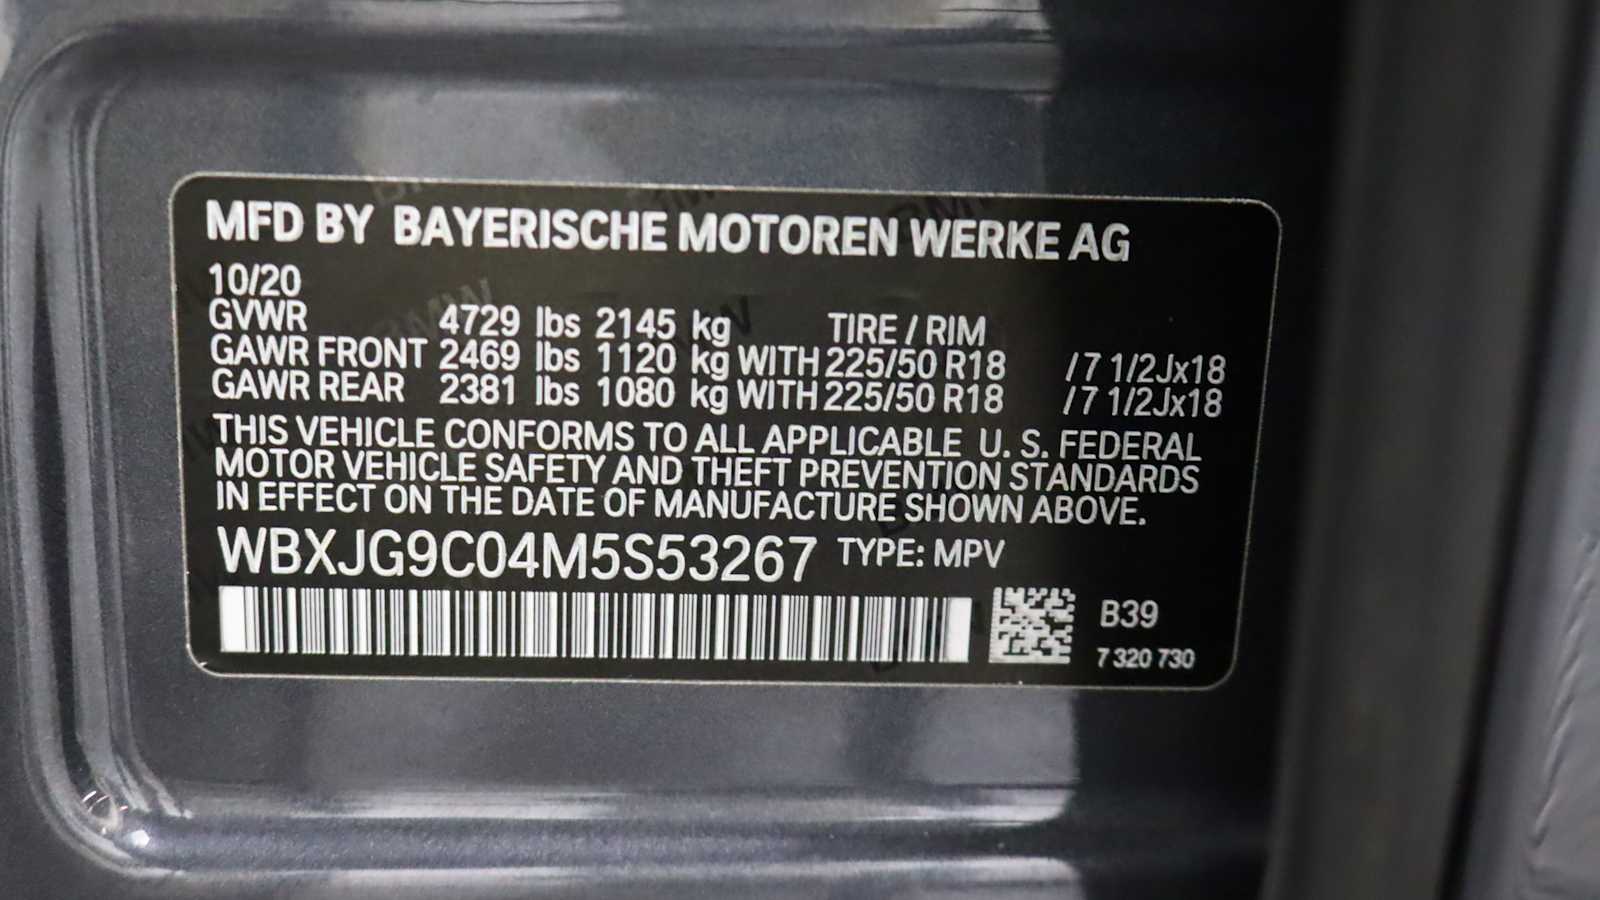 MFD BY BAYERISCHE MOTOREN WERKE AG
10/20
GVWR 4729 lbs 2145 kg TIRE / RIM
GAWR FRONT 2469 lbs 1120 kg WITH 225/50 R18 /7 1/2Jx18
GAWR REAR 2381 lbs 1080 kg WITH 225/50 R18 /7 1/2Jx18
THIS VEHICLE CONFORMS TO ALL APPLICABLE U. S. FEDERAL
MOTOR VEHICLE SAFETY AND THEFT PREVENTION STANDARDS
IN EFFECT ON THE DATE OF MANUFACTURE SHOWN ABOVE.
WBXJG9C04M5S53267 TYPE: MPV
B39
7 320 730